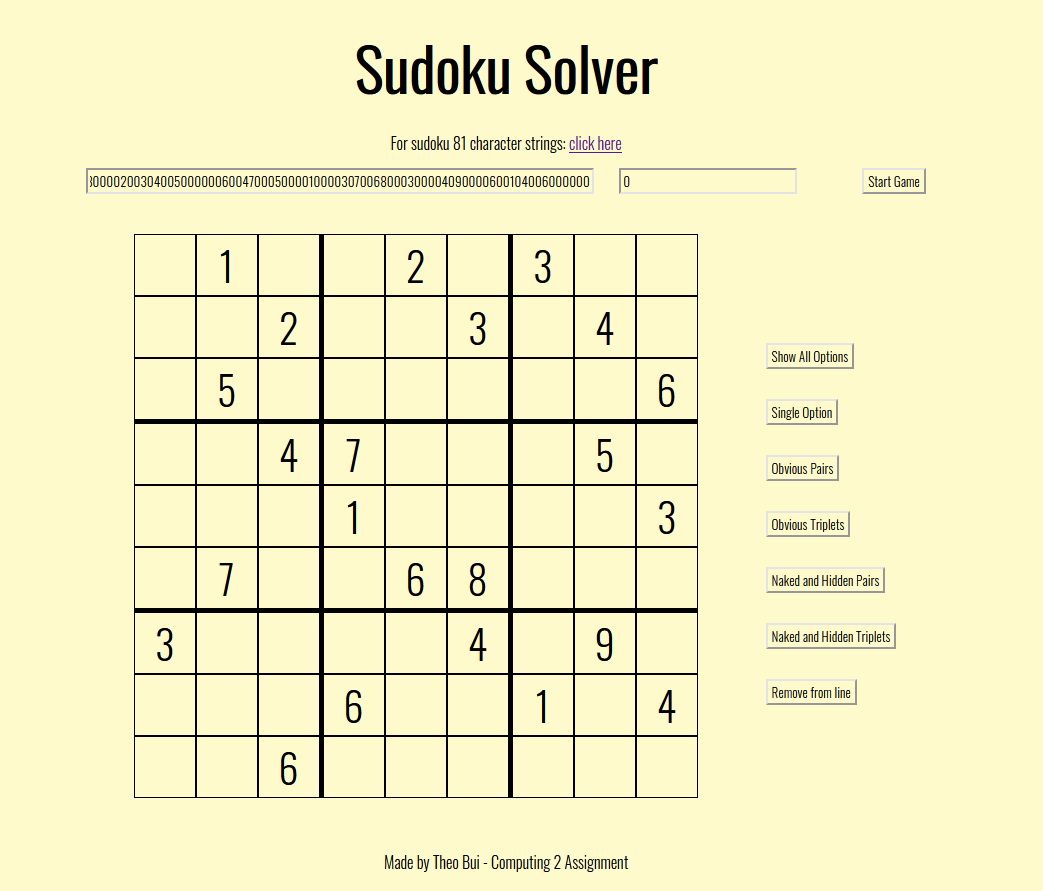 Sudoku Solver
For sudoku 81 character strings: click here
00002003040050000006004700050000100003070068000300004090000600104006000000 0 Start Game
1 2 3
2 3 4
Show All Options
5 6
Single Option
4 7 5
Obvious Pairs
1 3
Obvious Triplets
7 6 8
Naked and Hidden Pairs
3 4 9
Naked and Hidden Triplets
6 1 4
Remove from line
6
Made by Theo Bui - Computing 2 Assignment